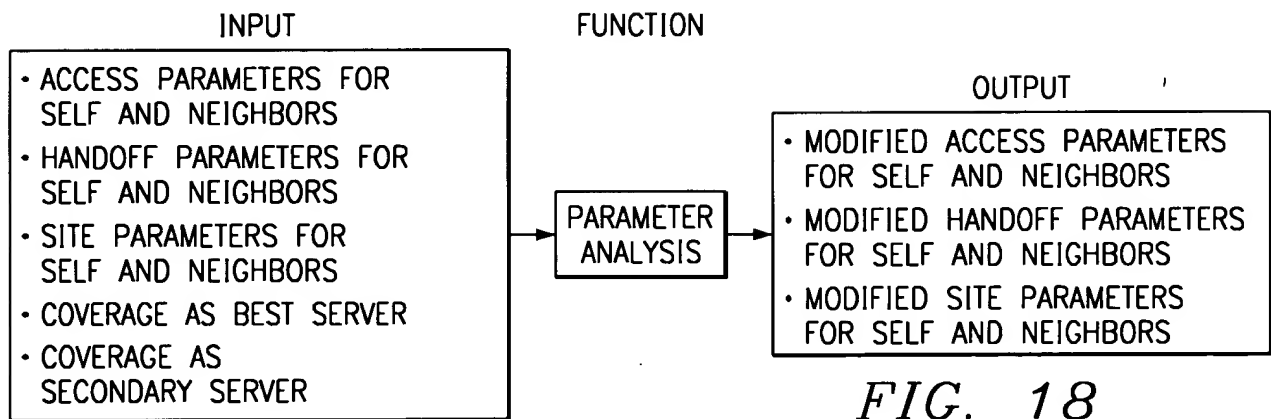 INPUT
FUNCTION
· ACCESS PARAMETERS FOR
SELF AND NEIGHBORS
· HANDOFF PARAMETERS FOR
SELF AND NEIGHBORS
· SITE PARAMETERS FOR
SELF AND NEIGHBORS
· COVERAGE AS BEST SERVER
· COVERAGE AS
SECONDARY SERVER
PARAMETER
ANALYSIS
OUTPUT
· MODIFIED ACCESS PARAMETERS
FOR SELF AND NEIGHBORS
· MODIFIED HANDOFF PARAMETERS
FOR SELF AND NEIGHBORS
· MODIFIED SITE PARAMETERS
FOR SELF AND NEIGHBORS
FIG. 18